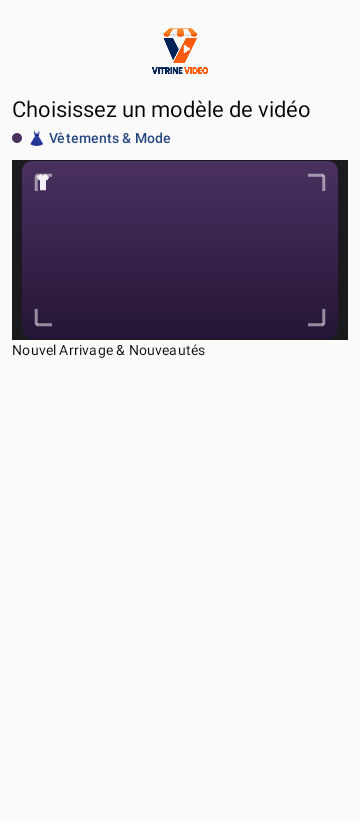 VITRINE VIDEO
Choisissez un modèle de vidéo
Vêtements & Mode
Nouvel Arrivage & Nouveautés